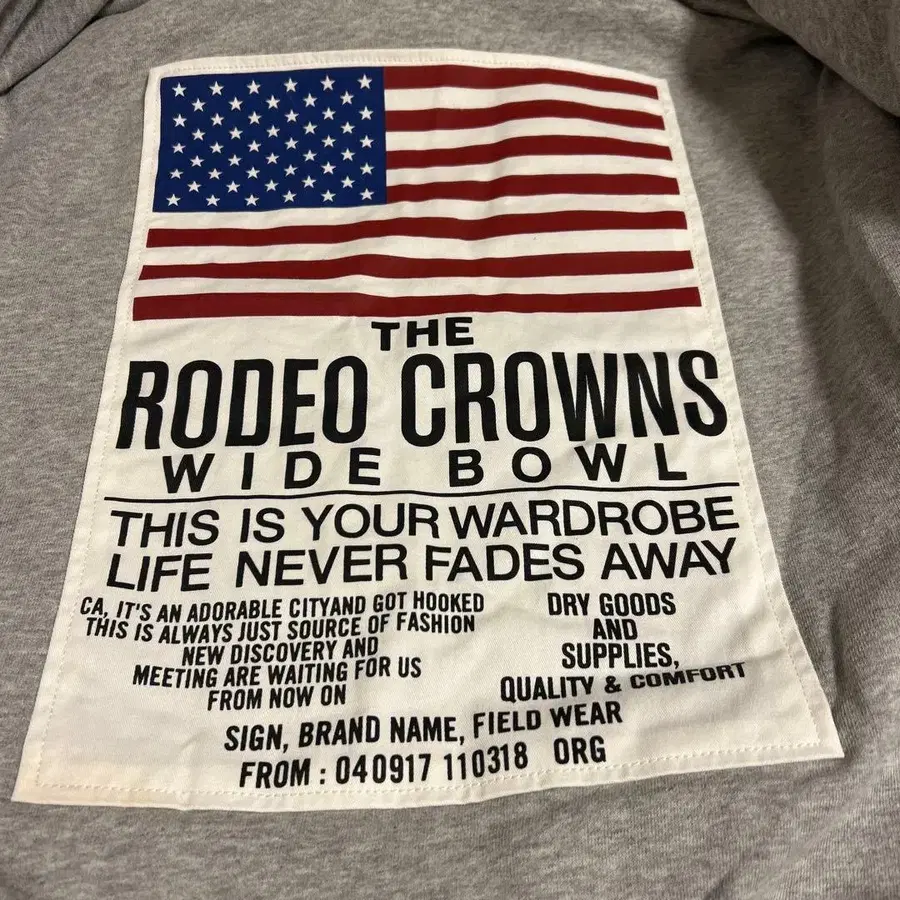 THE
RODEO CROWNS
WIDE BOWL
THIS IS YOUR WARDROBE
LIFE NEVER FADES AWAY
CA, IT'S AN ADORABLE CITYAND GOT HOOKED
THIS IS ALWAYS JUST SOURCE OF FASHION
NEW DISCOVERY AND
MEETING ARE WAITING FOR US
FROM NOW ON
DRY GOODS
AND
SUPPLIES,
QUALITY & COMFORT
SIGN, BRAND NAME, FIELD WEAR
FROM : 040917 110318 ORG